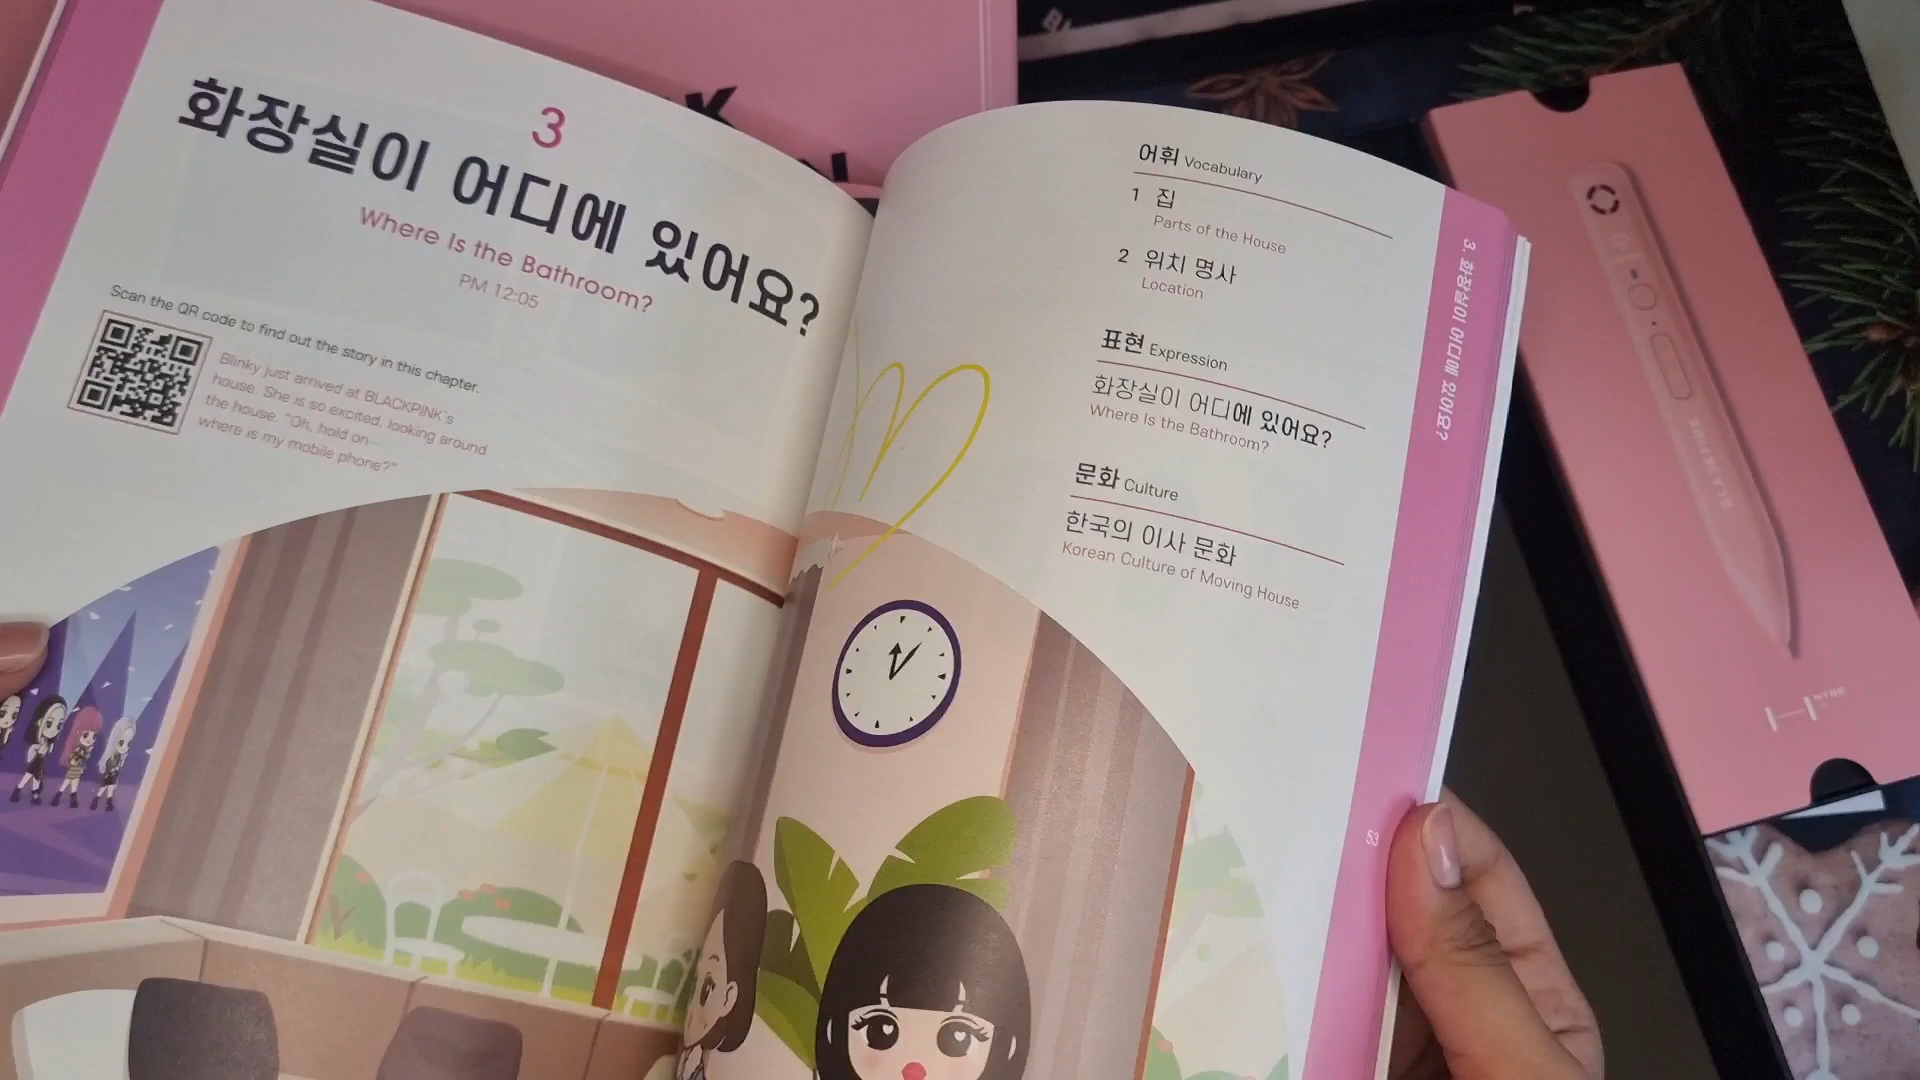 3
화장실이 어디에 있어요?
Where Is the Bathroom?
PM 12:05
Scan the QR code to find out the story in this chapter.
Blinky just arrived at BLACKPINK's
house. She is so excited, looking around
the house. "Oh, hold on—
where is my mobile phone?"
어휘 Vocabulary
1 집
Parts of the House
2 위치 명사
Location
표현 Expression
화장실이 어디에 있어요?
Where Is the Bathroom?
문화 Culture
한국의 이사 문화
Korean Culture of Moving House
3. 화장실이 어디에 있어요?
53
BLACKPINK
HYBE